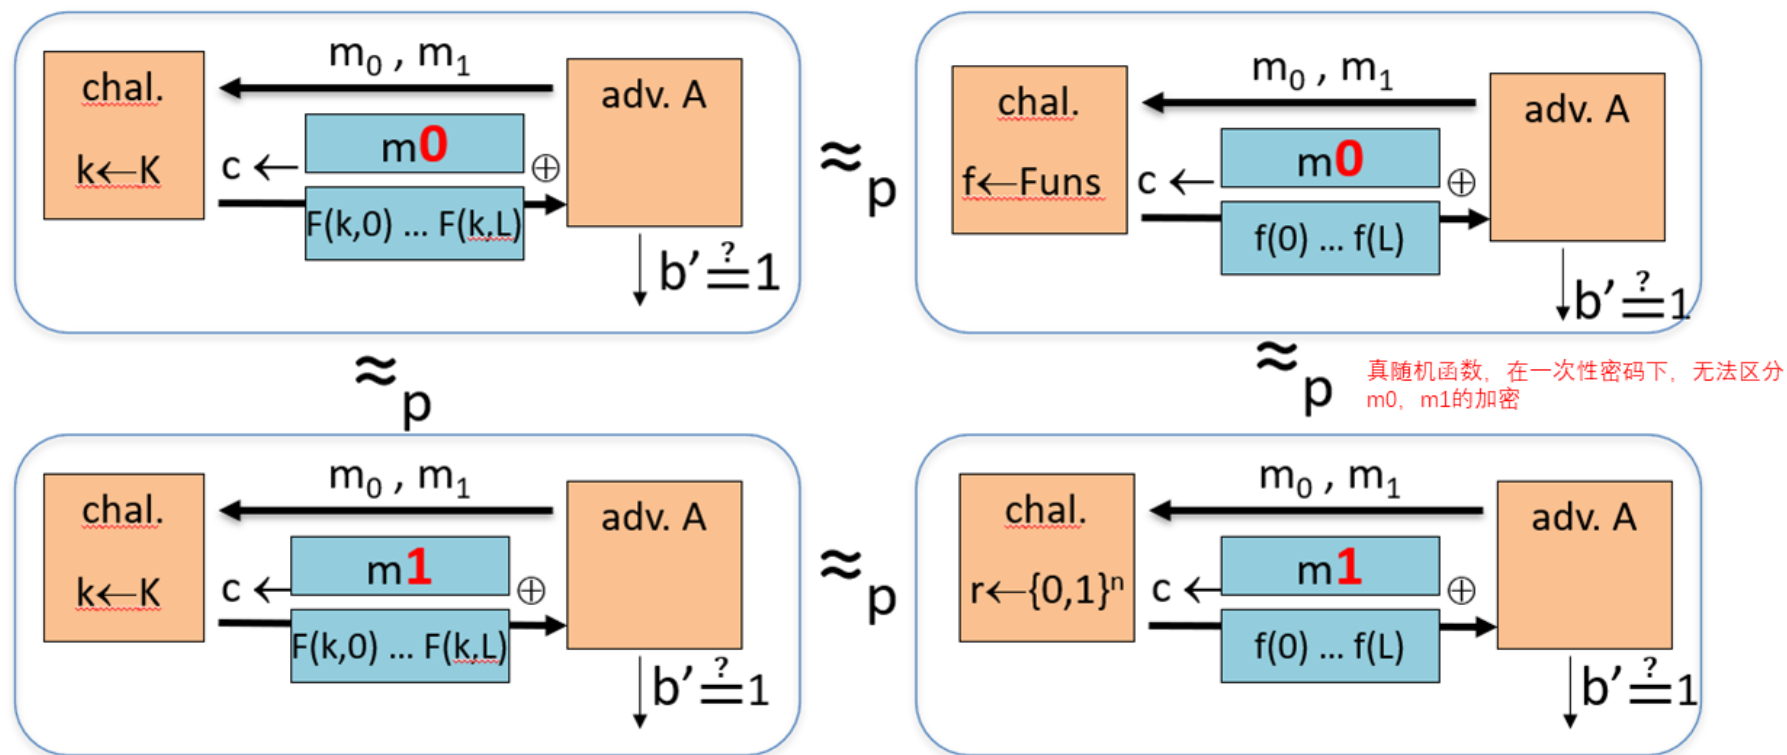 m₀ , m₁
chal.
adv. A
m0
k←K
c ←
⊕
F(k,0) ... F(k,L)
b′ ≟ 1
≈p
m₀ , m₁
chal.
adv. A
m0
f←Funs
c ←
⊕
f(0) ... f(L)
b′ ≟ 1
≈p
≈p
真随机函数，在一次性密码下，无法区分
m0，m1的加密
m₀ , m₁
chal.
adv. A
m1
k←K
c ←
⊕
F(k,0) ... F(k,L)
b′ ≟ 1
≈p
m₀ , m₁
chal.
adv. A
m1
r←{0,1}ⁿ
c ←
⊕
f(0) ... f(L)
b′ ≟ 1